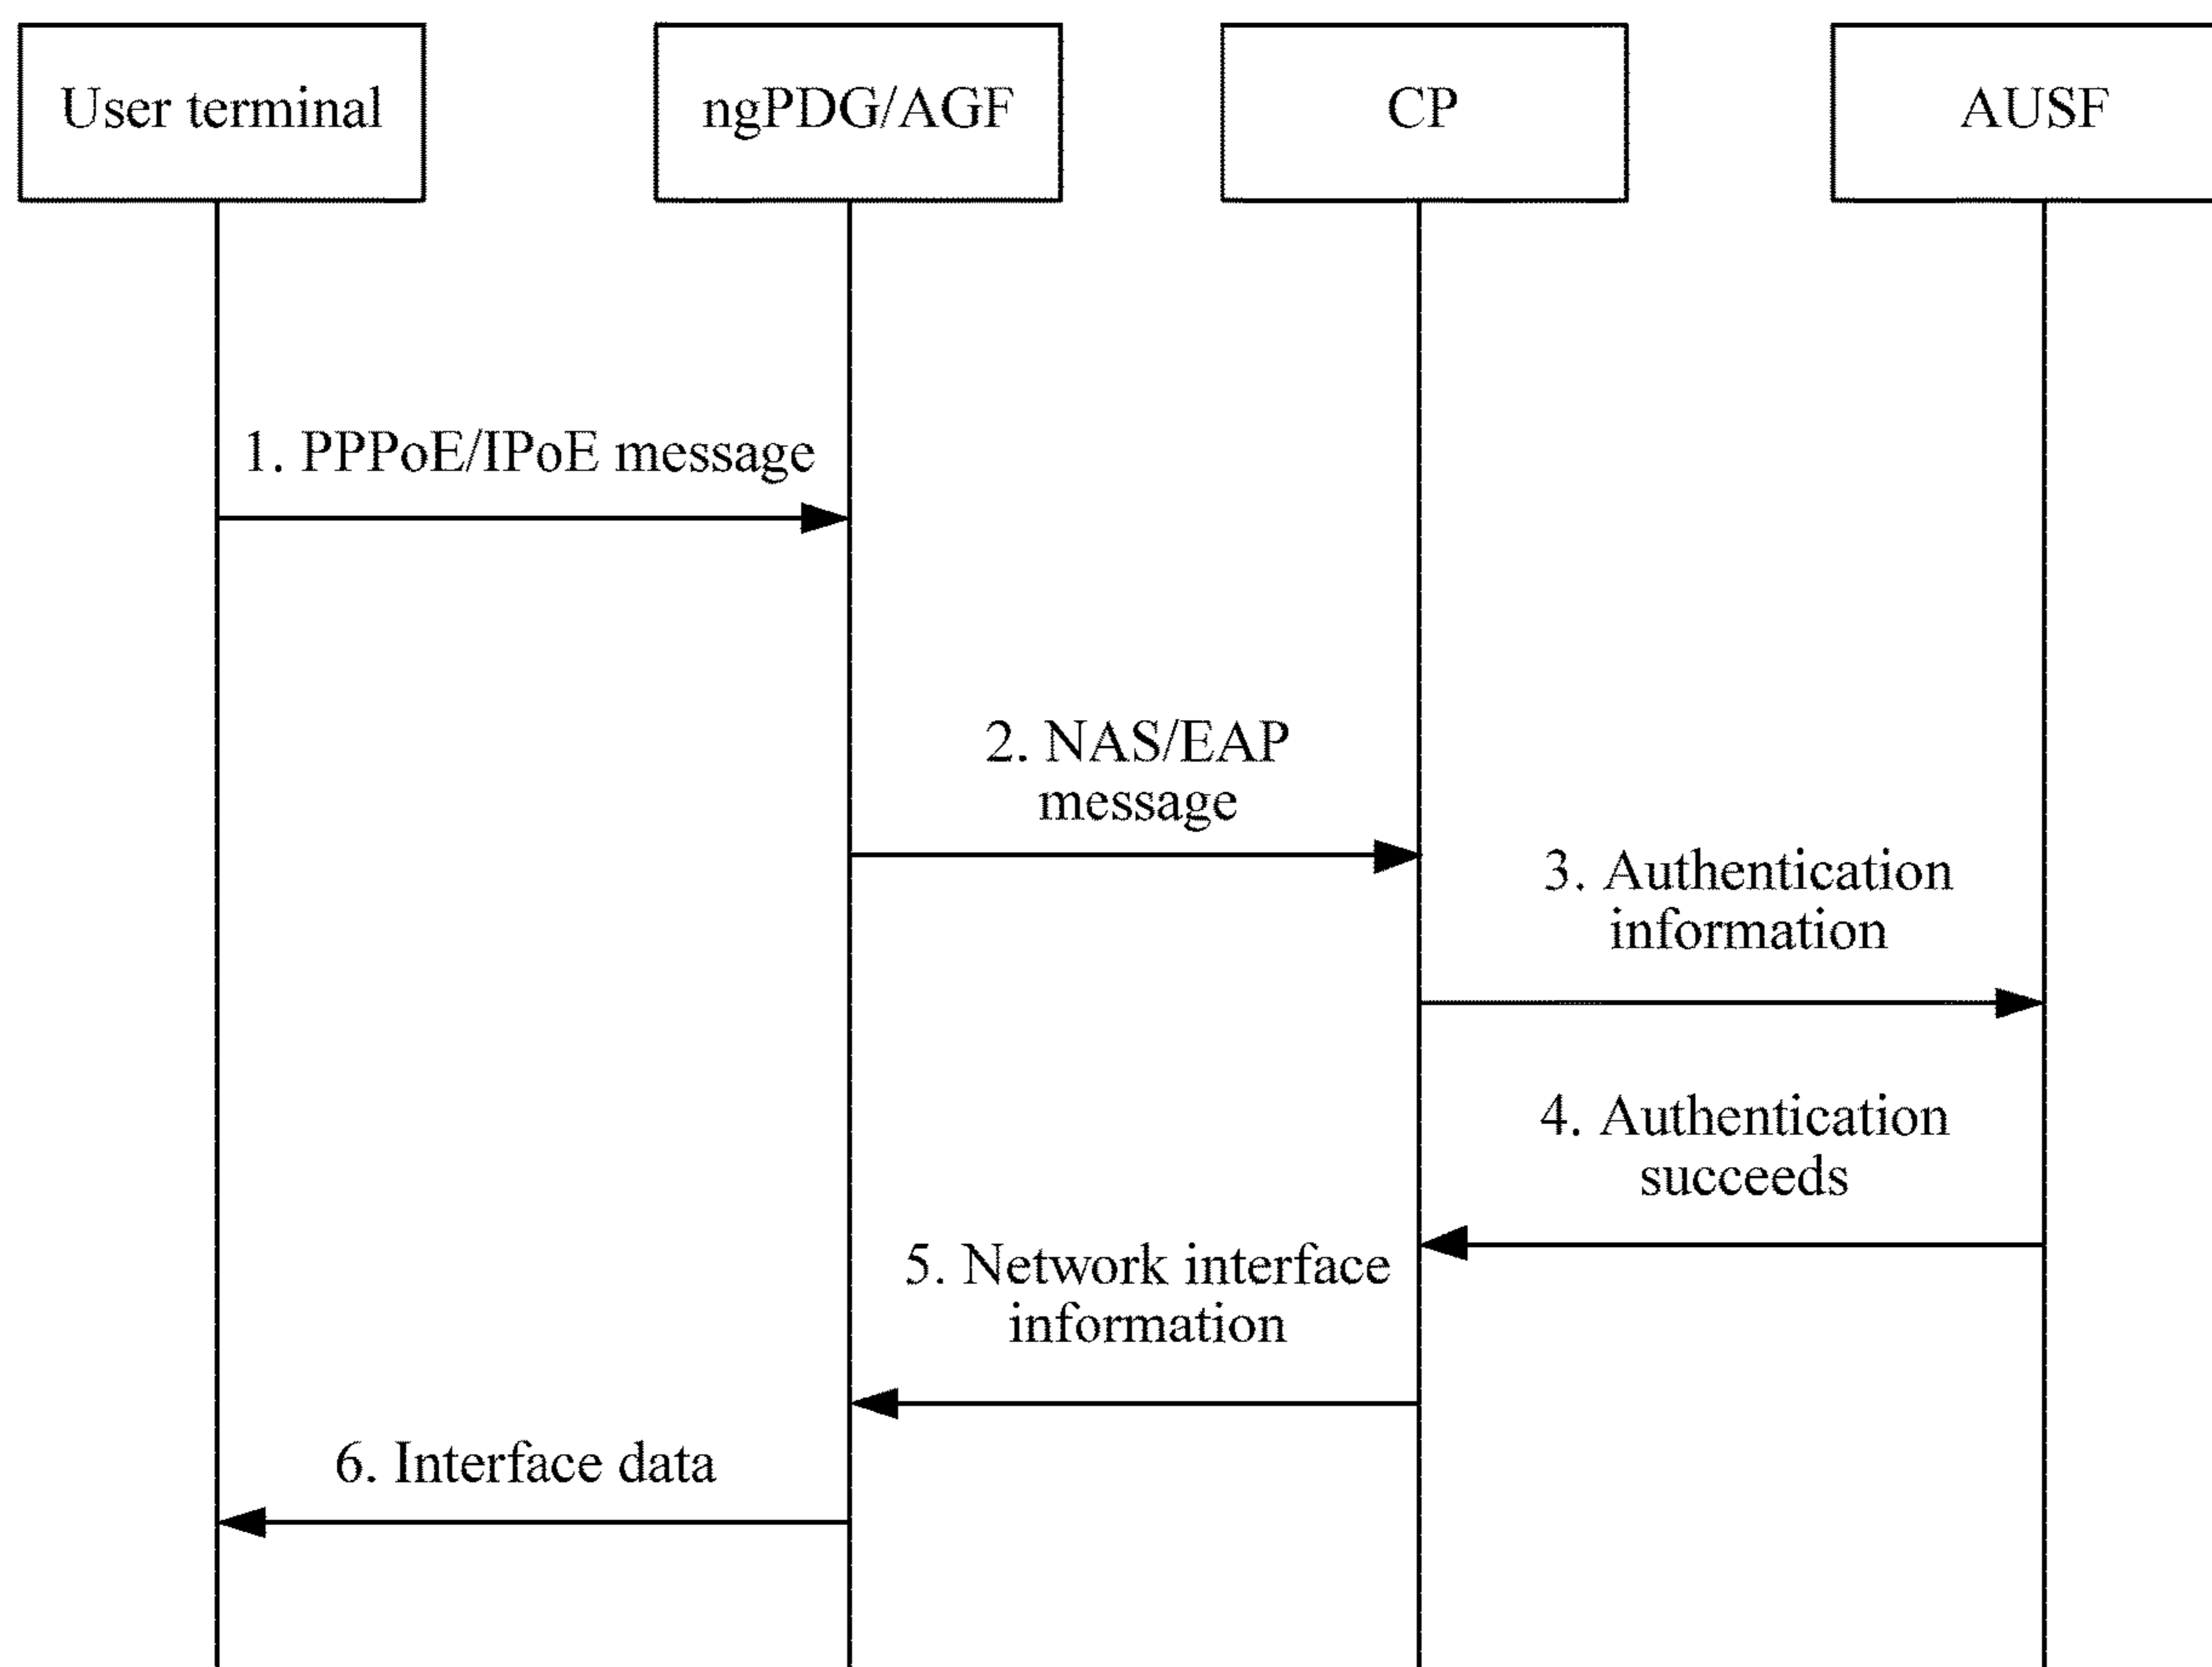 User terminal
ngPDG/AGF
CP
AUSF
1. PPPoE/IPoE message
2. NAS/EAP
message
3. Authentication
information
4. Authentication
succeeds
5. Network interface
information
6. Interface data